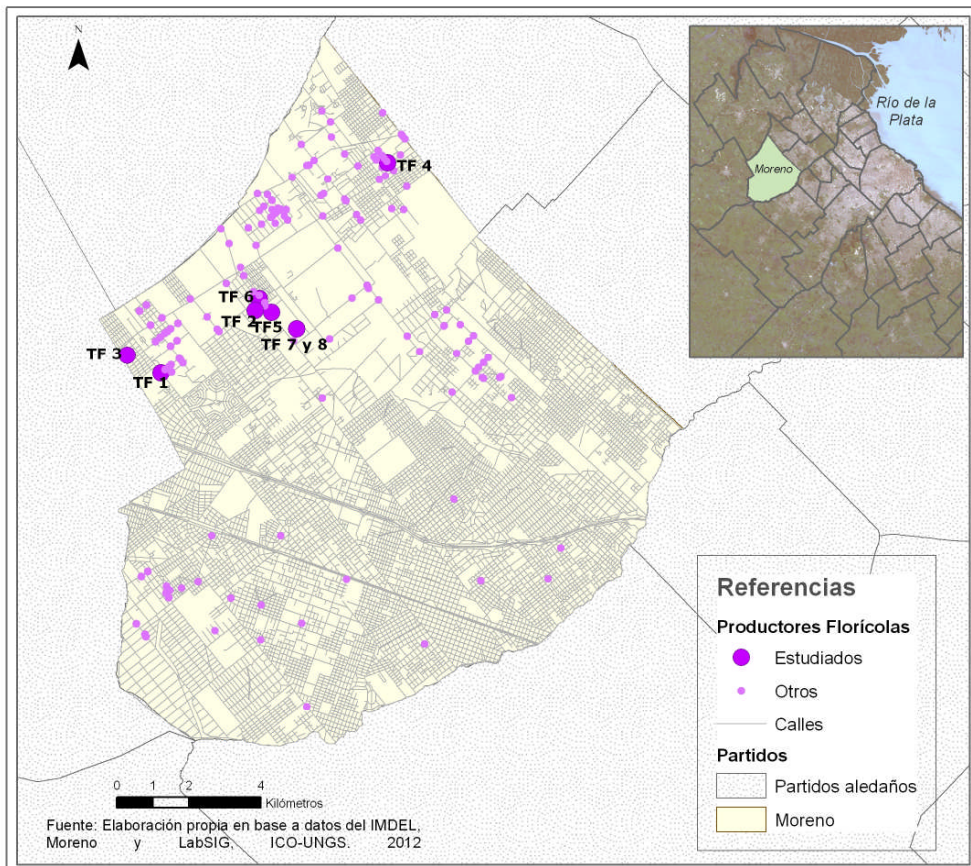 N
Río de la
Plata
Moreno
TF 4
TF 6
TF 2
TF5
TF 7 y 8
TF 3
TF 1
Referencias
Productores Florícolas
Estudiados
Otros
Calles
Partidos
Partidos aledaños
Moreno
0 1 2 4
Kilómetros
Fuente: Elaboración propia en base a datos del IMDEL,
Moreno y LabSIG, ICO-UNGS. 2012